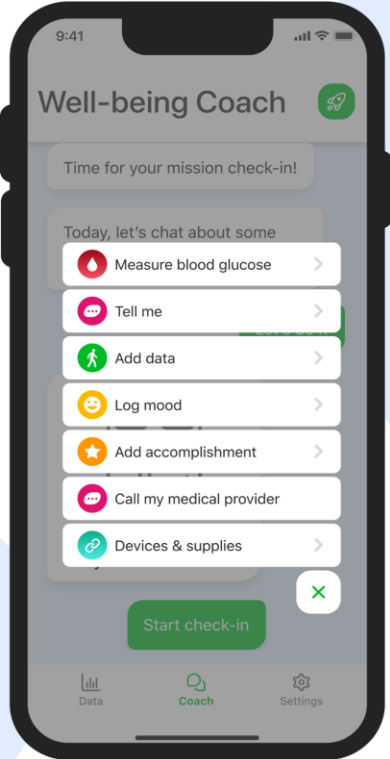 9:41
Well-being Coach
Time for your mission check-in!
Today, let's chat about some
Measure blood glucose
Tell me
Add data
Log mood
Add accomplishment
Call my medical provider
Devices & supplies
Start check-in
Data
Coach
Settings